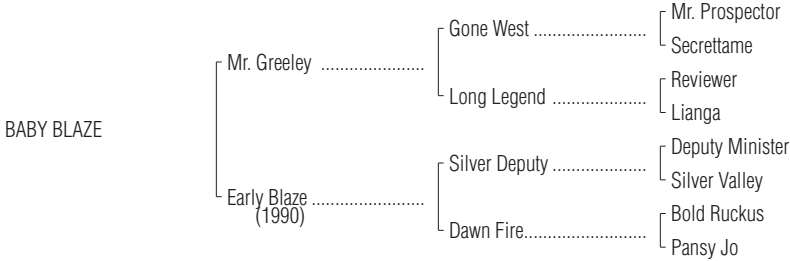 Mr. Prospector
Gone West ........................
Secrettame
Mr. Greeley ......................
Reviewer
Long Legend ....................
Lianga
BABY BLAZE
Deputy Minister
Silver Deputy ....................
Silver Valley
Early Blaze ........................
(1990)
Bold Ruckus
Dawn Fire..........................
Pansy Jo